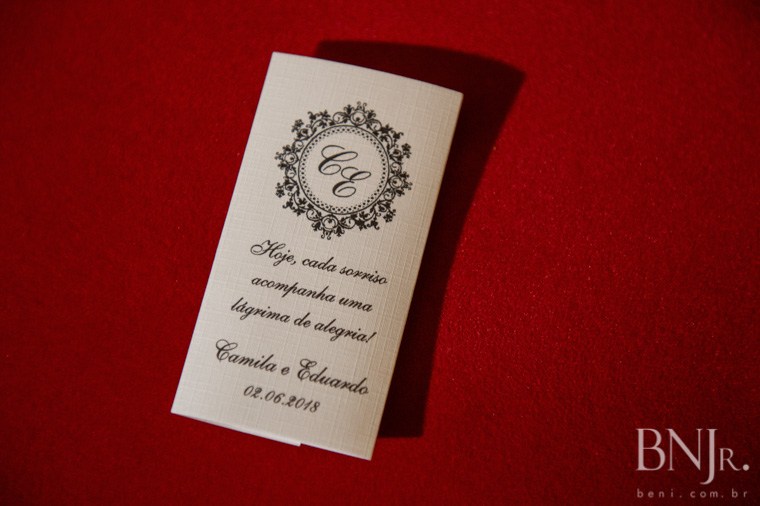 CE
Hoje, cada sorriso
acompanha uma
lágrima de alegria!
Camila e Eduardo
02.06.2018
BNJR.
beni.com.br